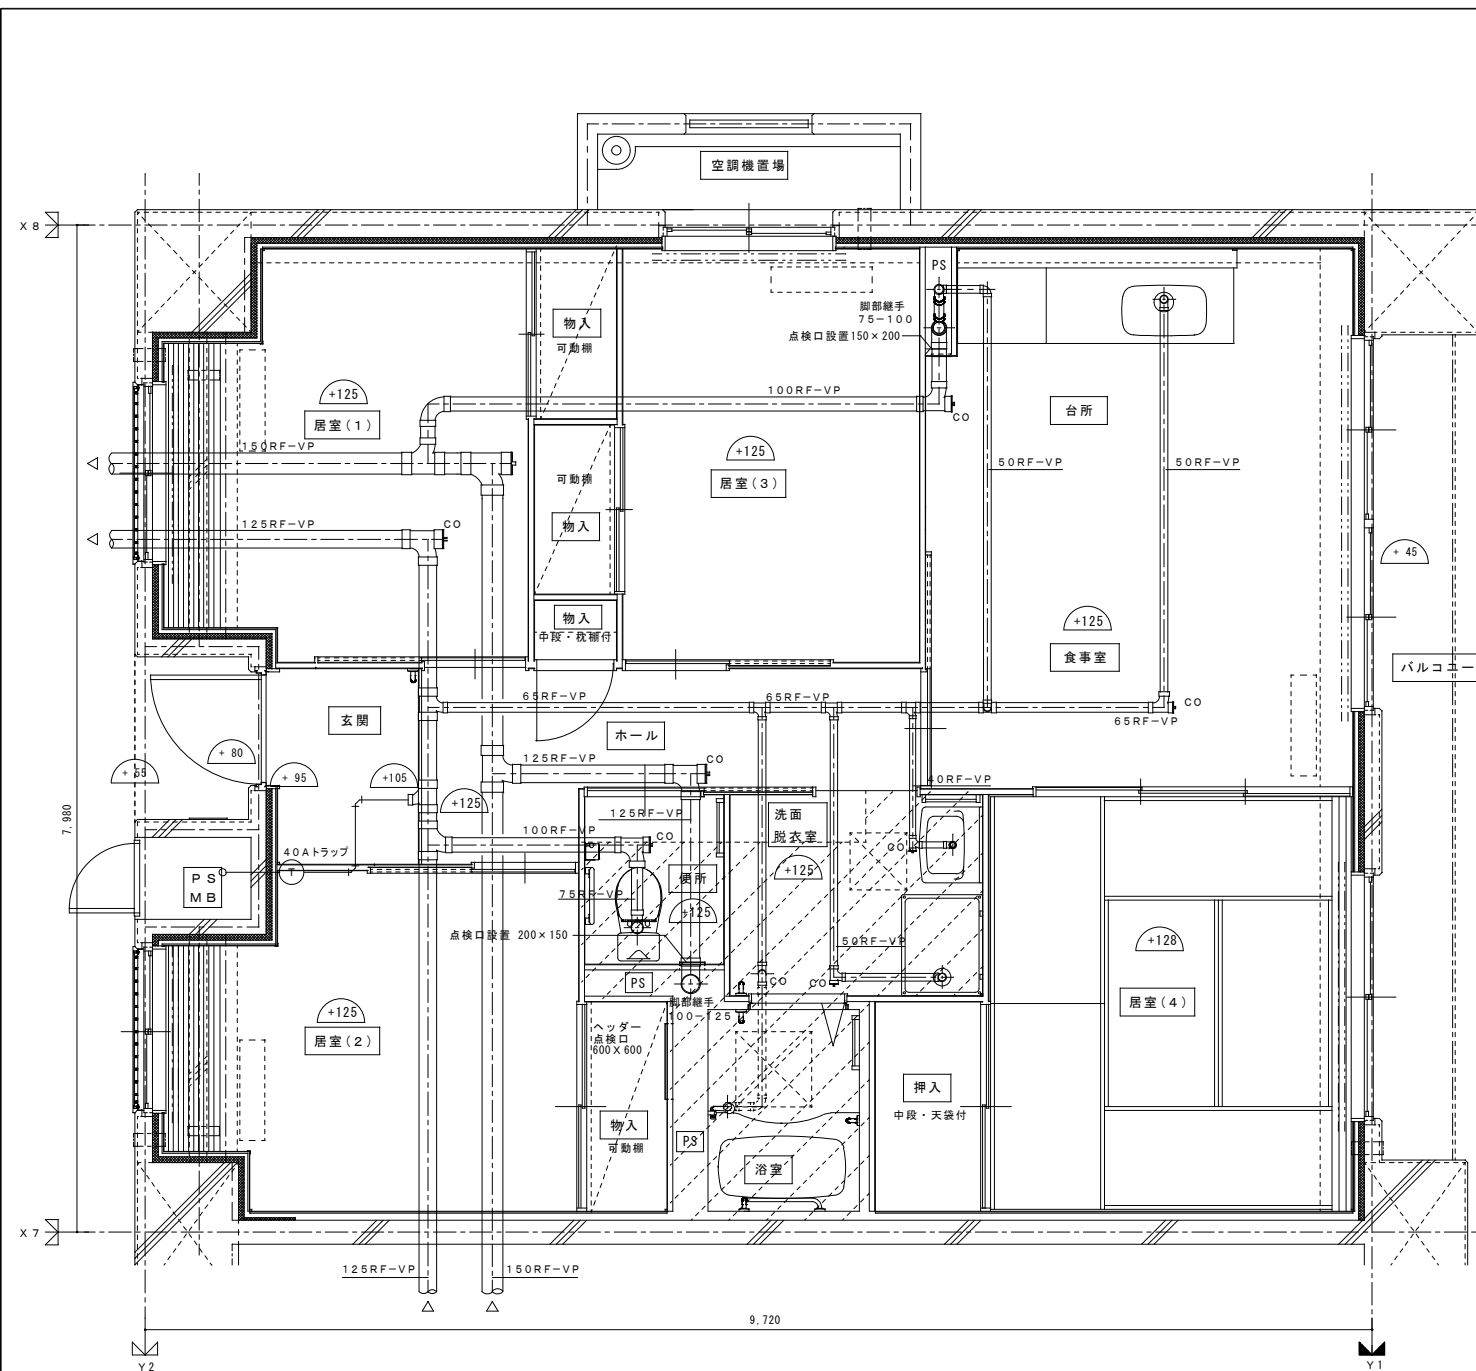 空調機置場
X8
PS
脚部継手
75-100
点検口設置150×200
物入
可動棚
+125
居室(1)
100RF-VP
CO
台所
150RF-VP
+125
居室(3)
可動棚
物入
50RF-VP
50RF-VP
125RF-VP
CO
+ 45
物入
中段・枕棚付
+125
食事室
バルコニー
65RF-VP
65RF-VP
CO
65RF-VP
玄関
ホール
+ 80
+ 65
+ 95
+105
+125
125RF-VP
CO
40RF-VP
7,980
125RF-VP
洗面
脱衣室
100RF-VP
CO
CO
40Aトラップ
T
PS
MB
便所
+125
75RF-VP
+125
点検口設置 200×150
50RF-VP
+128
居室(4)
PS
CO
CO
脚部継手
100-125
+125
居室(2)
ヘッダー
点検口
600X600
押入
中段・天袋付
物入
可動棚
PS
浴室
X7
125RF-VP
150RF-VP
9,720
Y2
Y1